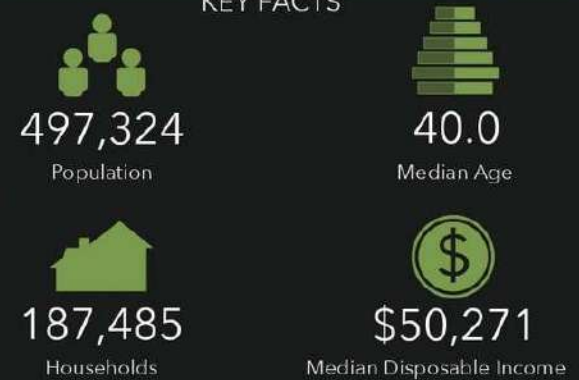 KEY FACTS
497,324
Population
40.0
Median Age
187,485
Households
$
$50,271
Median Disposable Income